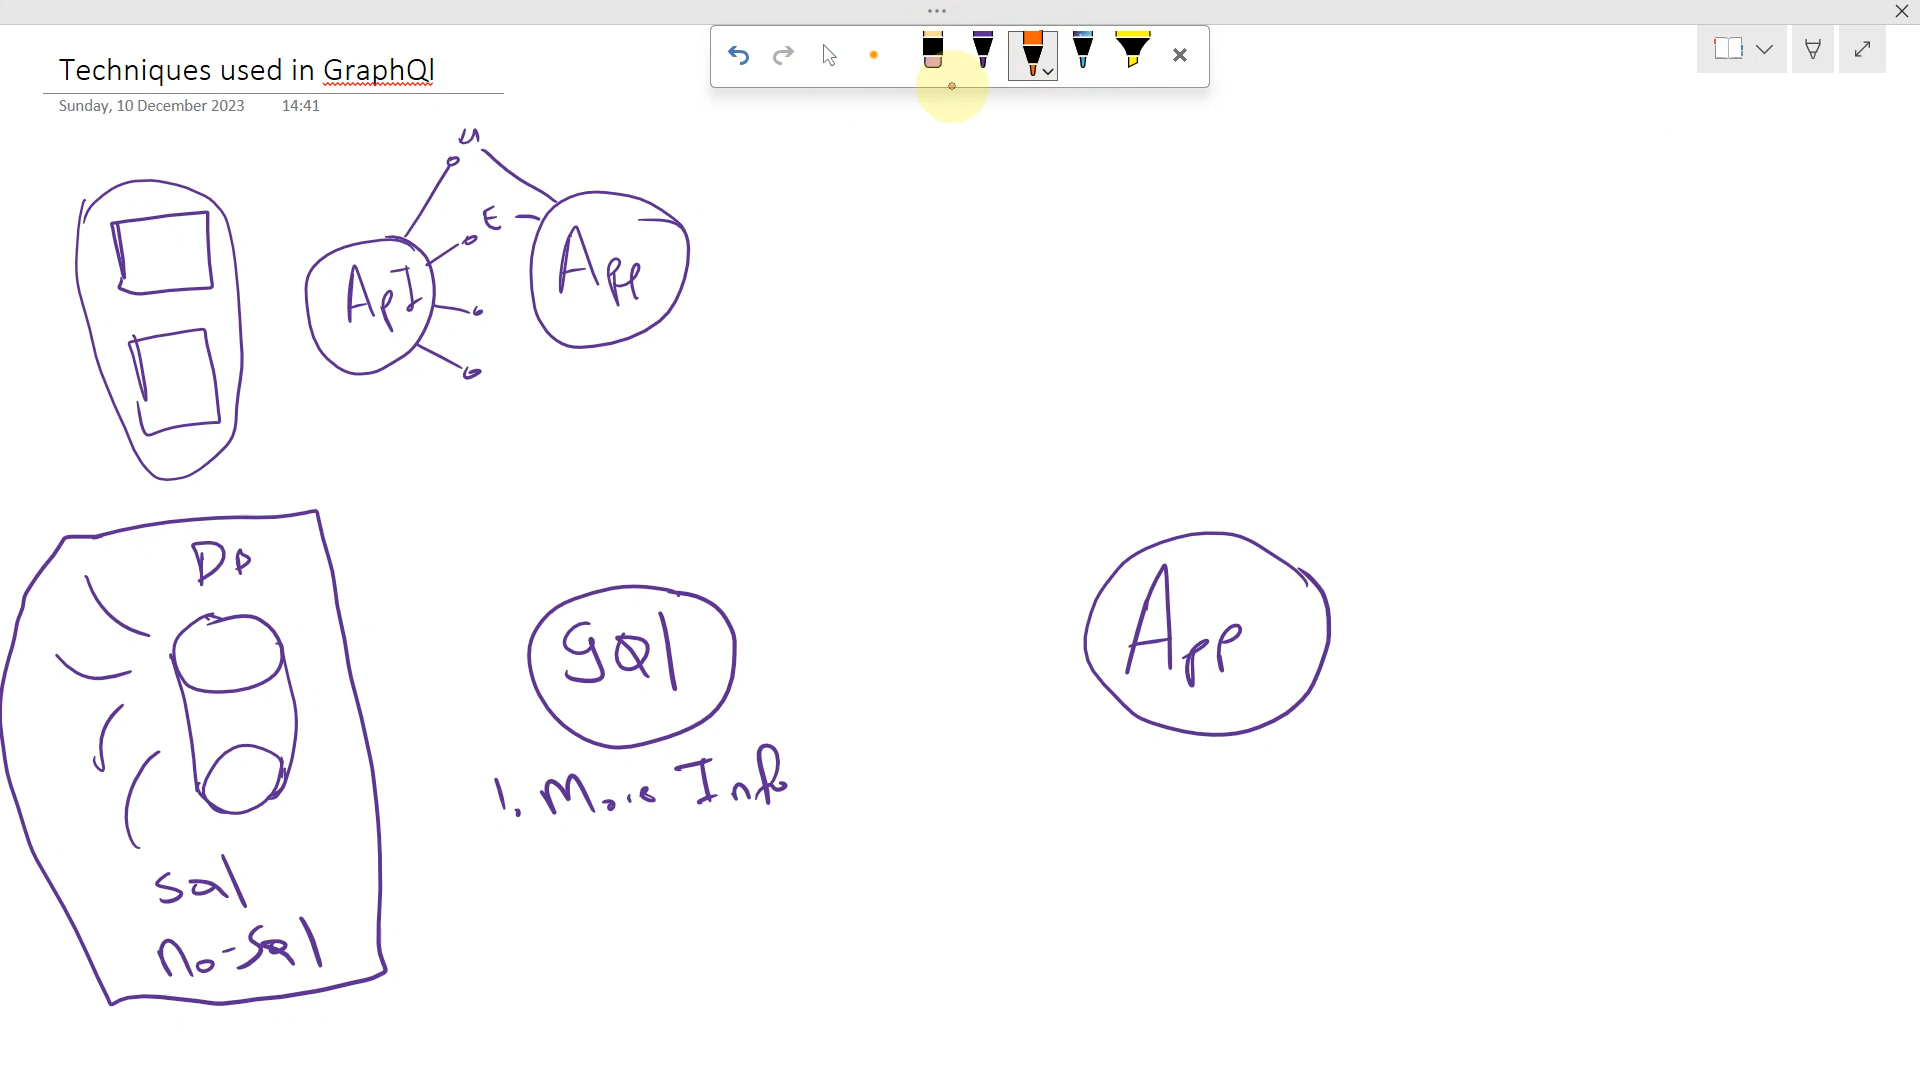 Techniques used in GraphQl
Sunday, 10 December 2023 14:41
u
E
ApI
App
gQl
App
1. More Info
Sql
No-Sql